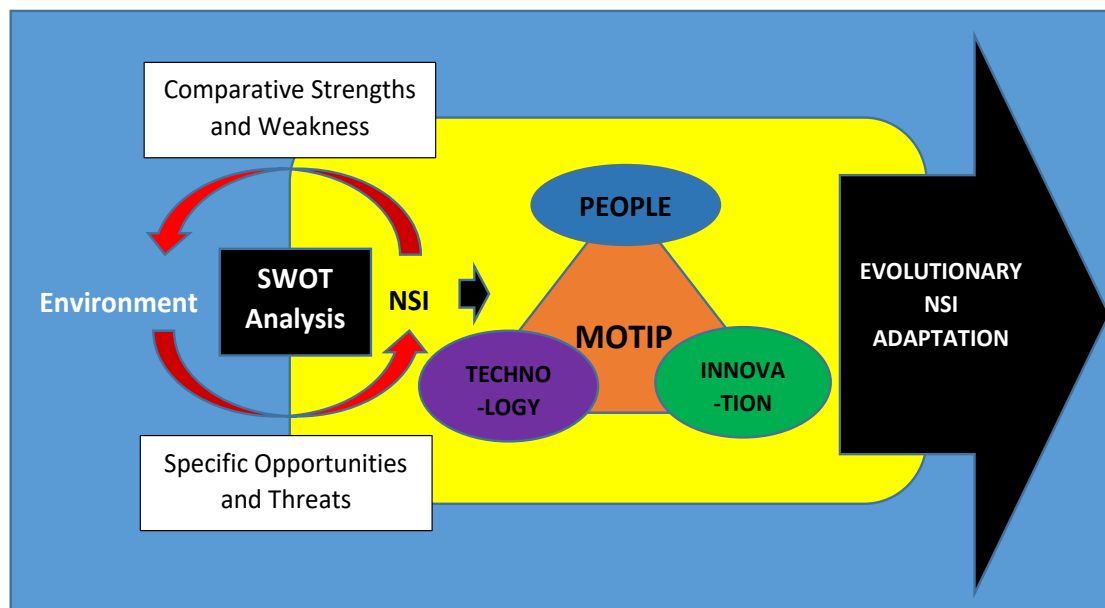 Comparative Strengths
and Weakness
Environment
SWOT
Analysis
NSI
Specific Opportunities
and Threats
PEOPLE
MOTIP
TECHNO
-LOGY
INNOVA
-TION
EVOLUTIONARY
NSI
ADAPTATION